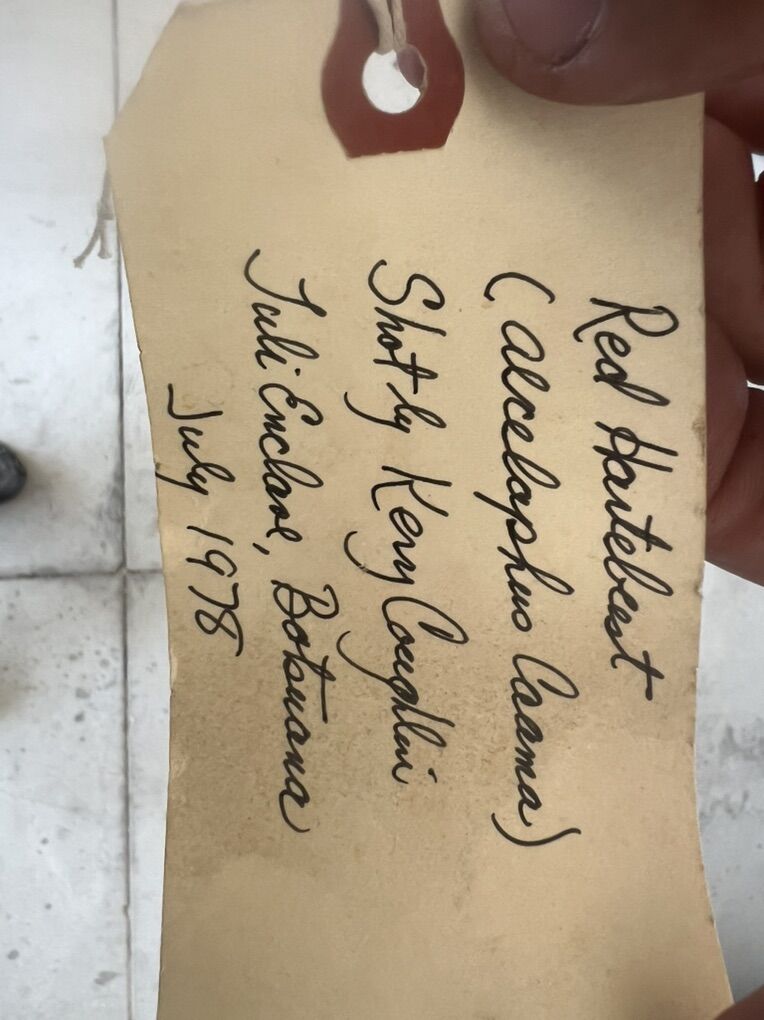 Red Hartebeest
(Alcelaphus Caama)
Shot by Kerry Coughlin
Tuli Enclave, Botswana
July 1978